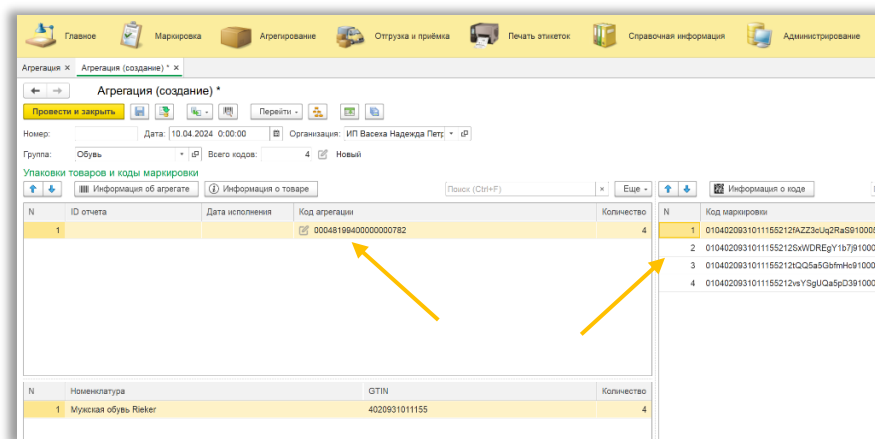 Главное Маркировка Агрегирование Отгрузка и приёмка Печать этикеток Справочная информация Администрирование
Агрегация × Агрегация (создание) * ×
Агрегация (создание) *
Провести и закрыть Перейти
Номер: Дата: 10.04.2024 0:00:00 Организация: ИП Васеха Надежда Петр
Группа: Обувь Всего кодов: 4 Новый
Упаковки товаров и коды маркировки
Информация об агрегате Информация о товаре Поиск (Ctrl+F) × Еще Информация о коде
N ID отчета Дата исполнения Код агрегации Количество N Код маркировки
1 00048199400000000782 4 1 0104020931011155212fAZZ3cUq2RaS91000
2 0104020931011155212SxWDREgY1b7j91000
3 0104020931011155212tQQ5a5GbfmHc91000
4 0104020931011155212vsYSgUQa5pD391000
N Номенклатура GTIN Количество
1 Мужская обувь Rieker 4020931011155 4